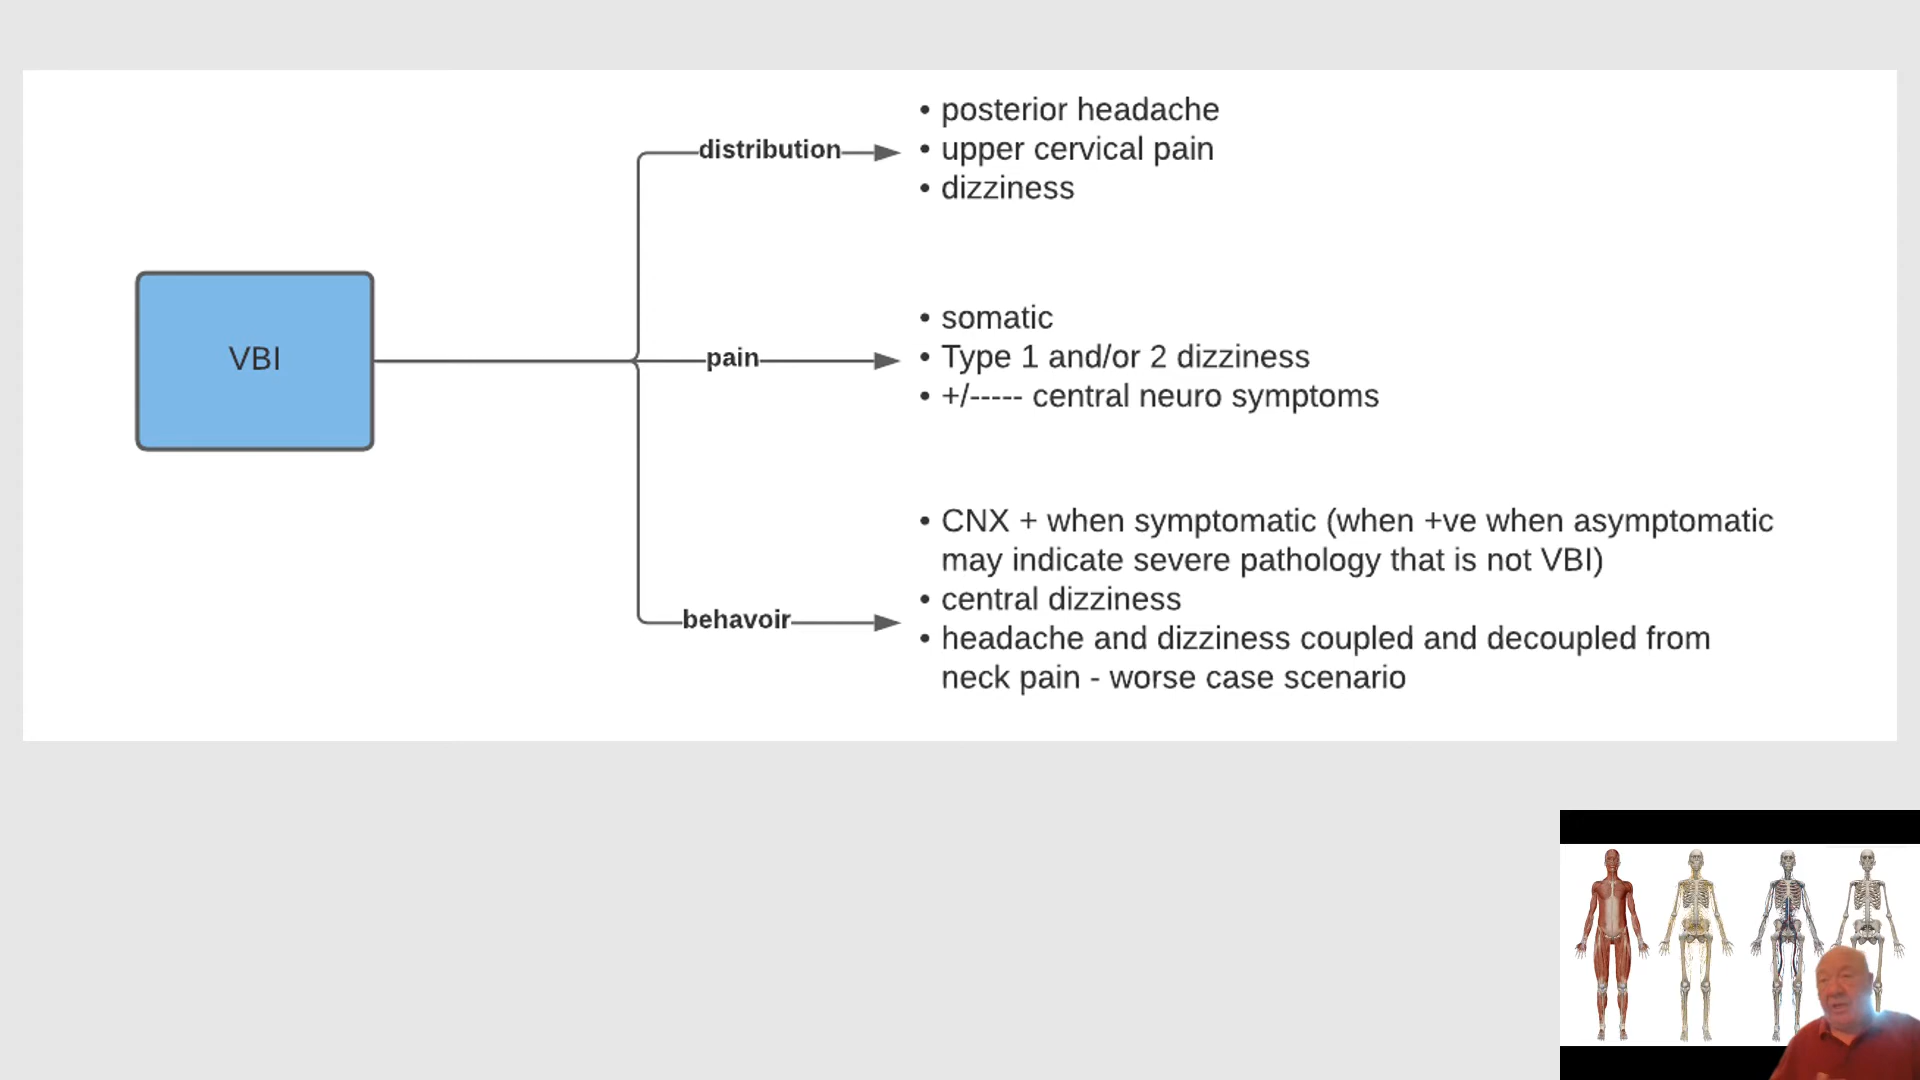 • posterior headache
distribution
• upper cervical pain
• dizziness
• somatic
VBI
pain
• Type 1 and/or 2 dizziness
• +/----- central neuro symptoms
• CNX + when symptomatic (when +ve when asymptomatic
may indicate severe pathology that is not VBI)
• central dizziness
behavoir
• headache and dizziness coupled and decoupled from
neck pain - worse case scenario